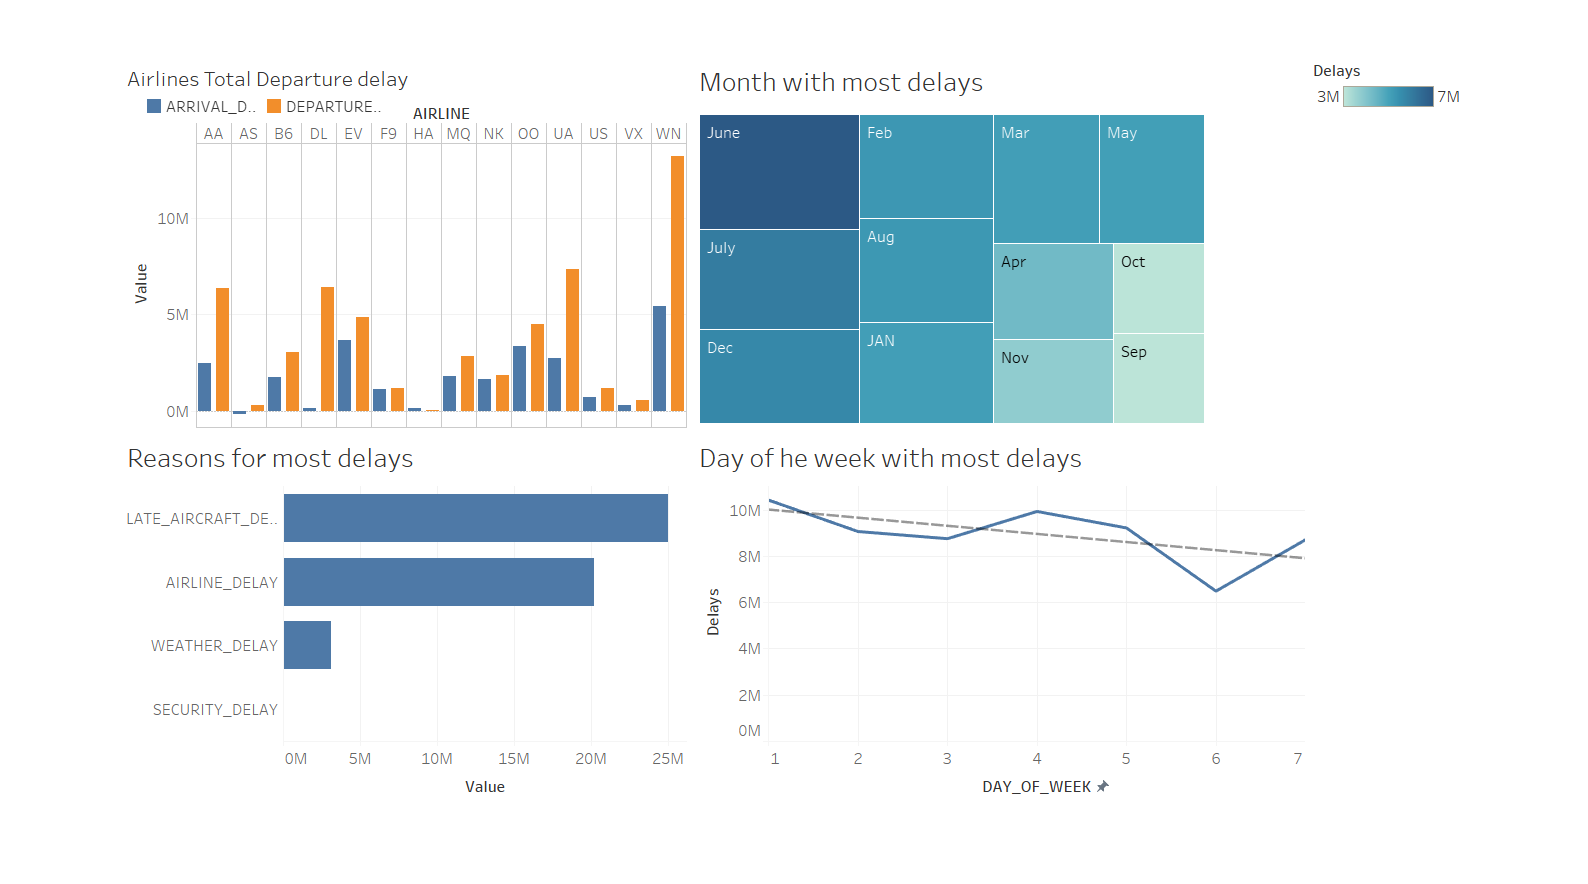 Airlines Total Departure delay
ARRIVAL_D.. DEPARTURE..
AIRLINE
AA AS B6 DL EV F9 HA MQ NK OO UA US VX WN
10M
5M
0M
Value
Month with most delays
June
July
Dec
Feb
Aug
JAN
Mar
May
Apr
Nov
Oct
Sep
Delays
3M 7M
Reasons for most delays
LATE_AIRCRAFT_DE..
AIRLINE_DELAY
WEATHER_DELAY
SECURITY_DELAY
0M 5M 10M 15M 20M 25M
Value
Day of he week with most delays
10M
8M
6M
4M
2M
0M
Delays
1 2 3 4 5 6 7
DAY_OF_WEEK